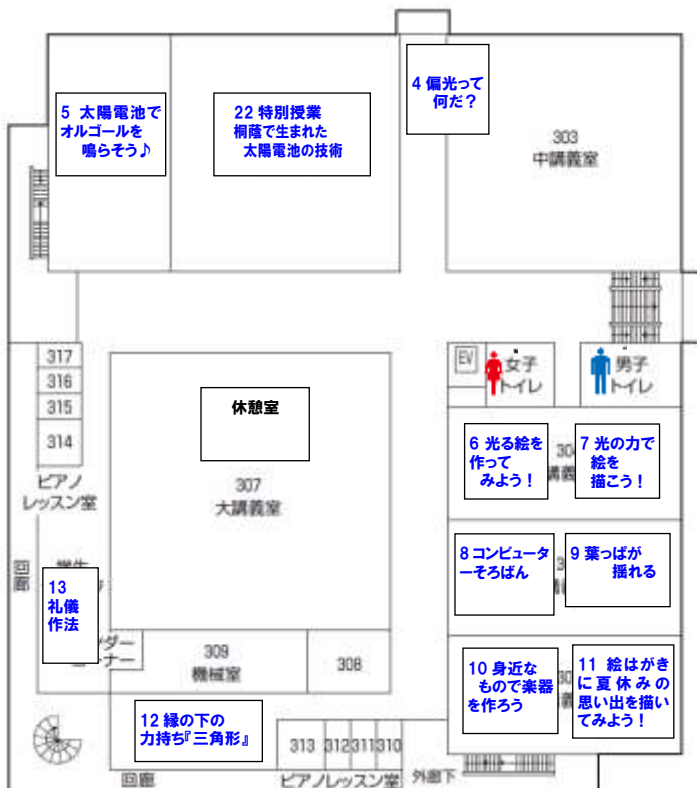 5 太陽電池で
オルゴールを
鳴らそう♪
22 特別授業
桐蔭で生まれた
太陽電池の技術
4 偏光って
何だ？
303
中講義室
317
316
315
314
ピアノ
レッスン室
休憩室
307
大講義室
EV
女子
トイレ
男子
トイレ
6 光る絵を
作って
みよう！
7 光の力で
絵を
描こう！
8 コンピュータ
ーそろばん
9 葉っぱが
揺れる
10 身近な
もので楽器
を作ろう
11 絵はがき
に夏休みの
思い出を描い
てみよう！
回廊
13
礼儀
作法
ーナー
309
機械室
308
12 縁の下の
力持ち『三角形』
313
312
311
310
ピアノレッスン室
外廊下
回廊